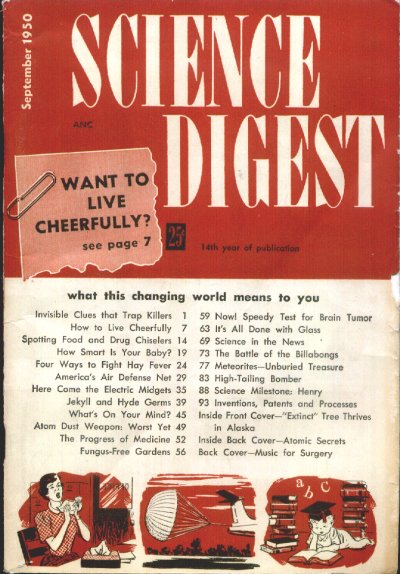 September 1950
SCIENCE
ANC
DIGEST
WANT TO
LIVE
CHEERFULLY?
see page 7
25¢
14th year of publication
what this changing world means to you
Invisible Clues that Trap Killers 1
How to Live Cheerfully 7
Spotting Food and Drug Chiselers 14
How Smart Is Your Baby? 19
Four Ways to Fight Hay Fever 24
America's Air Defense Net 29
Here Come the Electric Midgets 35
Jekyll and Hyde Germs 39
What's On Your Mind? 45
Atom Dust Weapon: Worst Yet 49
The Progress of Medicine 52
Fungus-Free Gardens 56
59 Now! Speedy Test for Brain Tumor
63 It's All Done with Glass
69 Science in the News
73 The Battle of the Billabongs
77 Meteorites—Unburied Treasure
83 High-Tailing Bomber
88 Science Milestone: Henry
93 Inventions, Patents and Processes
Inside Front Cover—"Extinct" Tree Thrives
in Alaska
Inside Back Cover—Atomic Secrets
Back Cover—Music for Surgery
a b c